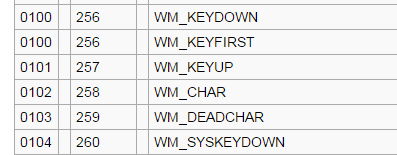 0100 256 WM_KEYDOWN
0100 256 WM_KEYFIRST
0101 257 WM_KEYUP
0102 258 WM_CHAR
0103 259 WM_DEADCHAR
0104 260 WM_SYSKEYDOWN